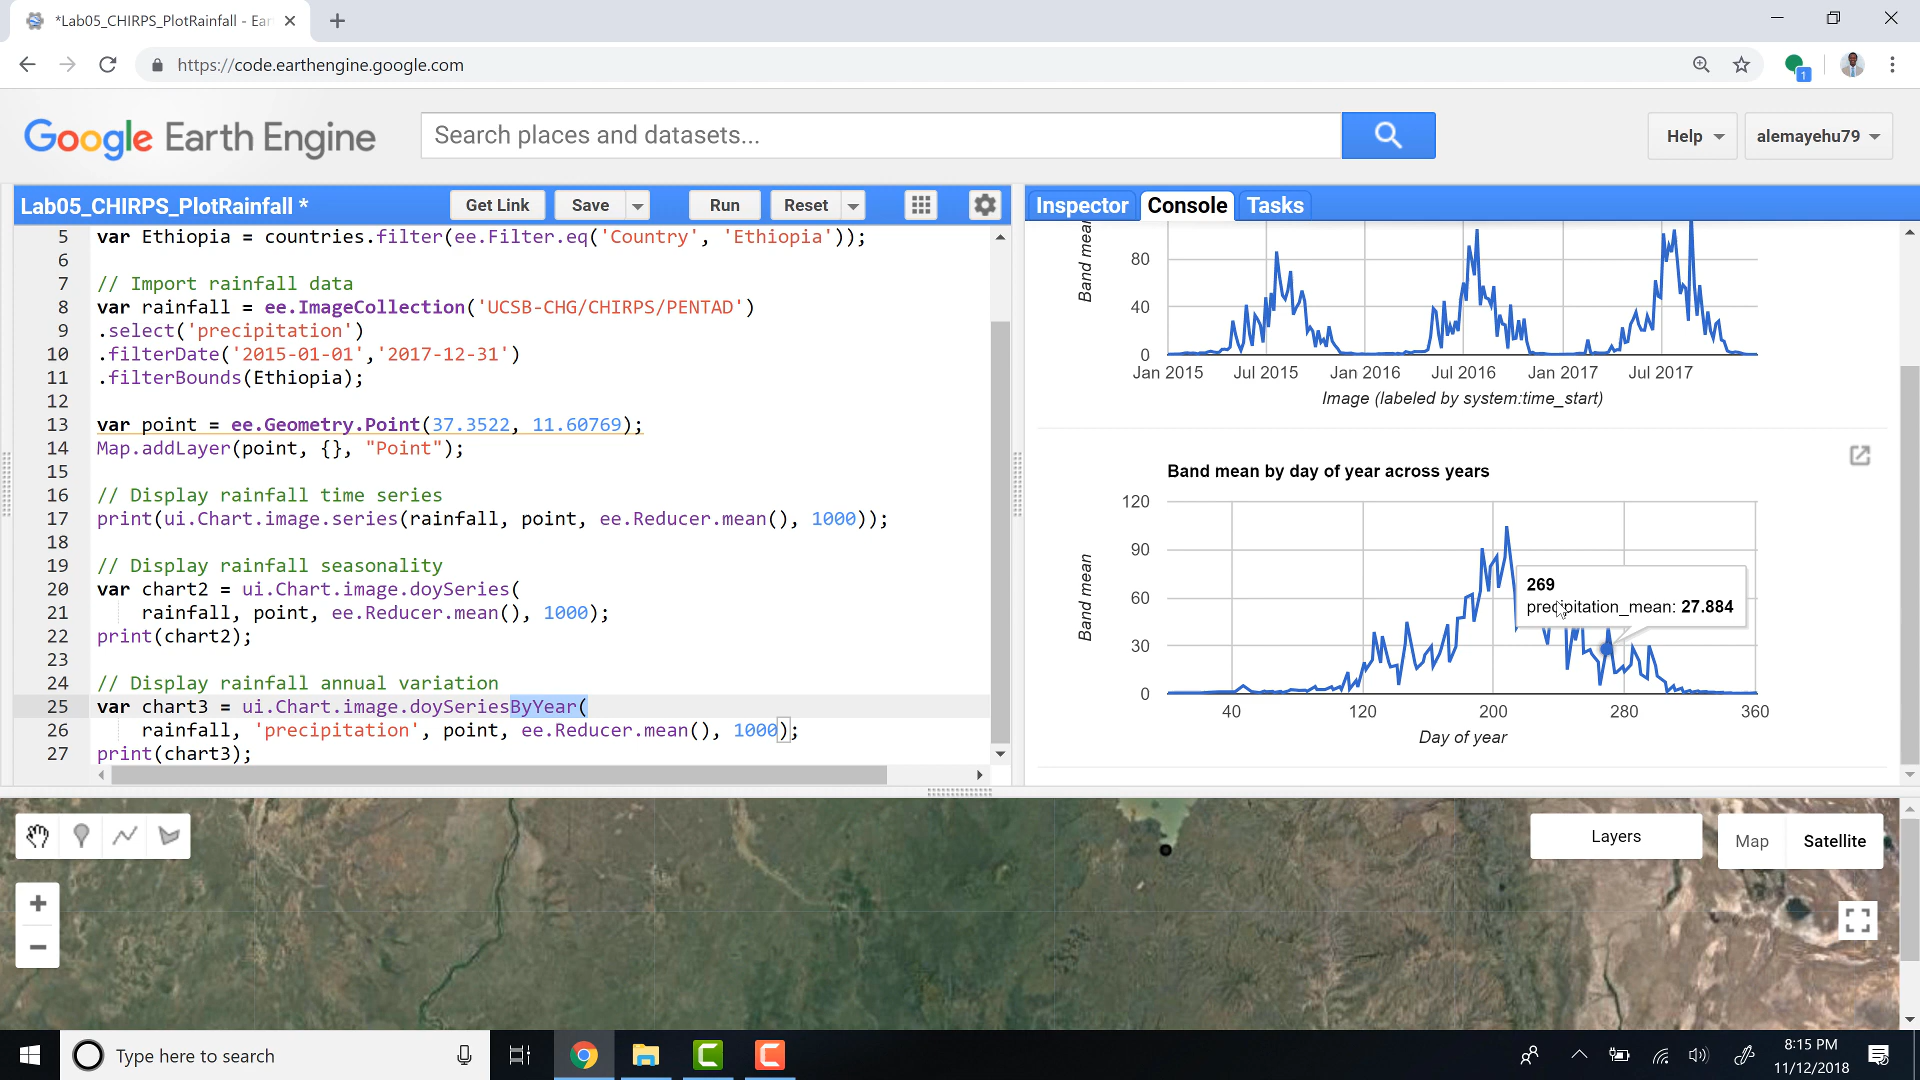 *Lab05_CHIRPS_PlotRainfall - Ear
https://code.earthengine.google.com
1
Google Earth Engine
Search places and datasets...
Help
alemayehu79
Lab05_CHIRPS_PlotRainfall *
Get Link
Save
Run
Reset
Inspector
Console
Tasks
5 var Ethiopia = countries.filter(ee.Filter.eq('Country', 'Ethiopia'));
6
7 // Import rainfall data
8 var rainfall = ee.ImageCollection('UCSB-CHG/CHIRPS/PENTAD')
9 .select('precipitation')
10 .filterDate('2015-01-01','2017-12-31')
11 .filterBounds(Ethiopia);
12
13 var point = ee.Geometry.Point(37.3522, 11.60769);
14 Map.addLayer(point, {}, "Point");
15
16 // Display rainfall time series
17 print(ui.Chart.image.series(rainfall, point, ee.Reducer.mean(), 1000));
18
19 // Display rainfall seasonality
20 var chart2 = ui.Chart.image.doySeries(
21 rainfall, point, ee.Reducer.mean(), 1000);
22 print(chart2);
23
24 // Display rainfall annual variation
25 var chart3 = ui.Chart.image.doySeriesByYear(
26 rainfall, 'precipitation', point, ee.Reducer.mean(), 1000);
27 print(chart3);
Band mean
80
40
0
Jan 2015 Jul 2015 Jan 2016 Jul 2016 Jan 2017 Jul 2017
Image (labeled by system:time_start)
Band mean by day of year across years
Band mean
120
90
60
30
0
269
precipitation_mean: 27.884
40 120 200 280 360
Day of year
Layers
Map
Satellite
Type here to search
8:15 PM
11/12/2018